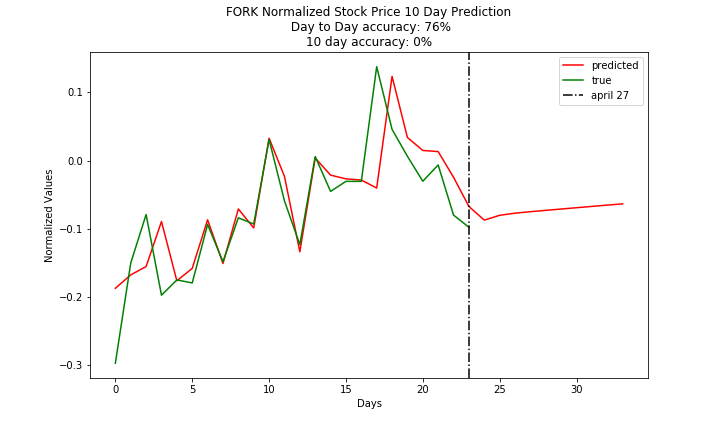 FORK Normalized Stock Price 10 Day Prediction
Day to Day accuracy: 76%
10 day accuracy: 0%
predicted
true
april 27
Normalized Values
0.1
0.0
−0.1
−0.2
−0.3
0 5 10 15 20 25 30
Days